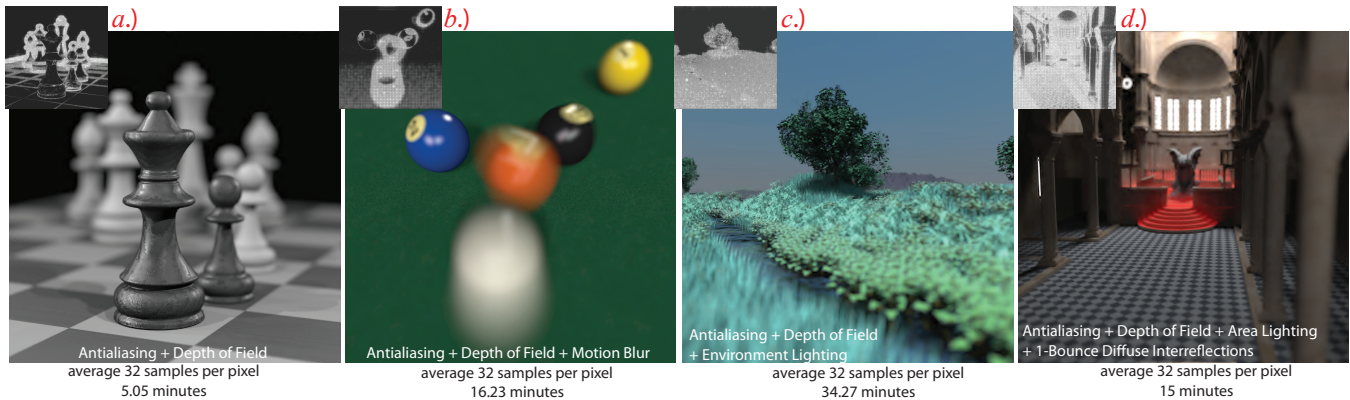 a.)
b.)
c.)
d.)
Antialiasing + Depth of Field
average 32 samples per pixel
5.05 minutes
Antialiasing + Depth of Field + Motion Blur
average 32 samples per pixel
16.23 minutes
Antialiasing + Depth of Field
+ Environment Lighting
average 32 samples per pixel
34.27 minutes
Antialiasing + Depth of Field + Area Lighting
+ 1-Bounce Diffuse Interreflections
average 32 samples per pixel
15 minutes